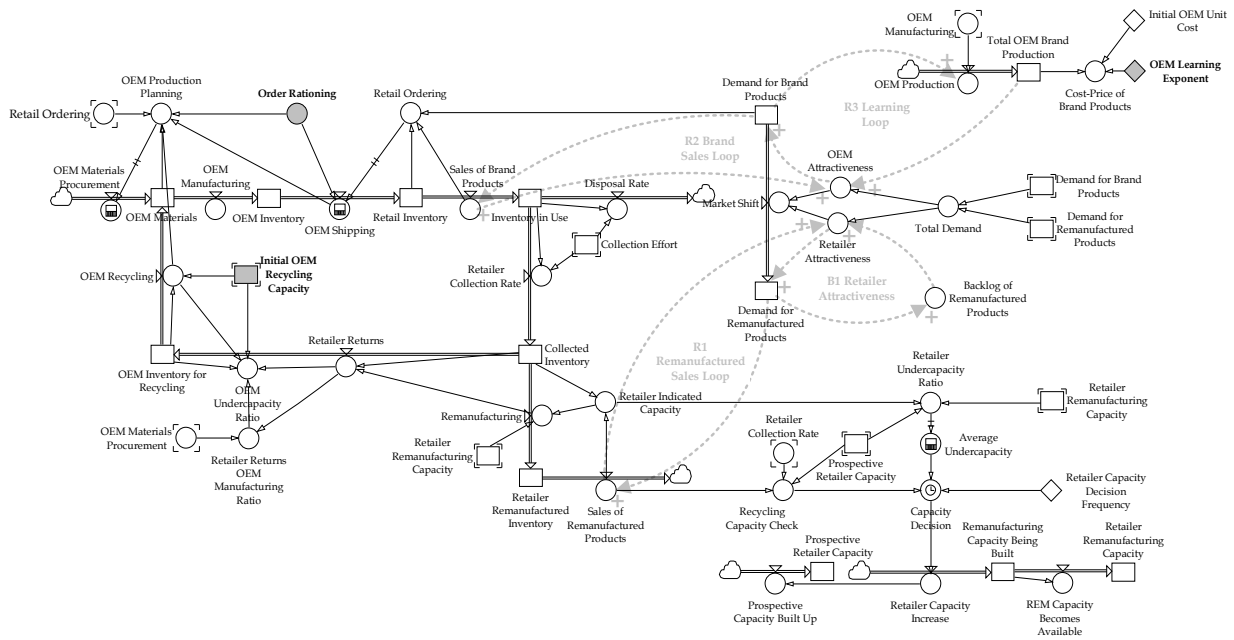 OEM
Manufacturing
Initial OEM Unit
Cost
Total OEM Brand
Production
OEM Production
OEM Learning
Exponent
Cost-Price of
Brand Products
OEM Production
Planning
Order Rationing
Retail Ordering
Demand for Brand
Products
Retail Ordering
R3 Learning
Loop
R2 Brand
Sales Loop
OEM Materials
Procurement
OEM
Manufacturing
Sales of Brand
Products
Disposal Rate
OEM
Attractiveness
Demand for Brand
Products
OEM Materials
OEM Inventory
OEM Shipping
Retail Inventory
Inventory in Use
Market Shift
Total Demand
Demand for
Remanufactured
Products
Retailer
Attractiveness
Collection Effort
OEM Recycling
Initial OEM
Recycling
Capacity
Retailer
Collection Rate
B1 Retailer
Attractiveness
Backlog of
Remanufactured
Products
Demand for
Remanufactured
Products
Retailer Returns
Collected
Inventory
R1
Remanufactured
Sales Loop
OEM Inventory for
Recycling
OEM
Undercapacity
Ratio
Retailer
Undercapacity
Ratio
Retailer Indicated
Capacity
Retailer
Remanufacturing
Capacity
Remanufacturing
OEM Materials
Procurement
Retailer Returns
OEM
Manufacturing
Ratio
Retailer
Remanufacturing
Capacity
Retailer
Collection Rate
Prospective
Retailer Capacity
Average
Undercapacity
Retailer
Remanufactured
Inventory
Sales of
Remanufactured
Products
Recycling
Capacity Check
Capacity
Decision
Retailer Capacity
Decision
Frequency
Prospective
Retailer Capacity
Remanufacturing
Capacity Being
Built
Retailer
Remanufacturing
Capacity
Prospective
Capacity Built Up
Retailer Capacity
Increase
REM Capacity
Becomes
Available